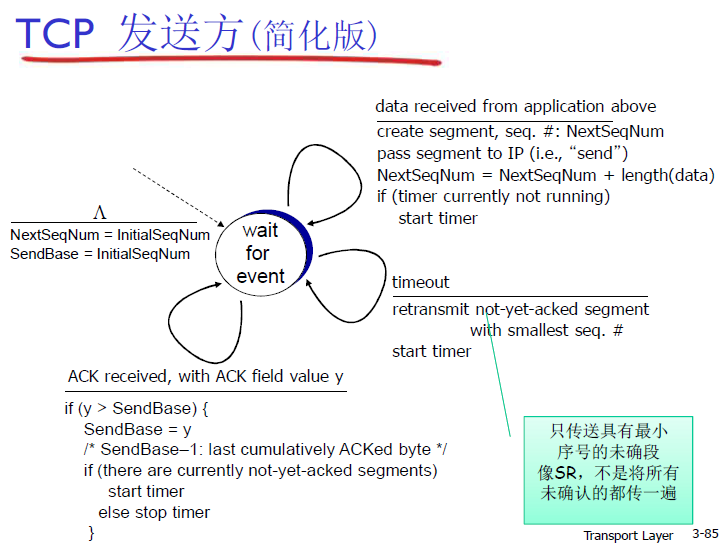 TCP 发送方(简化版)
data received from application above
create segment, seq. #: NextSeqNum
pass segment to IP (i.e., “send”)
NextSeqNum = NextSeqNum + length(data)
if (timer currently not running)
start timer
Λ
NextSeqNum = InitialSeqNum
SendBase = InitialSeqNum
wait
for
event
timeout
retransmit not-yet-acked segment
with smallest seq. #
start timer
ACK received, with ACK field value y
if (y > SendBase) {
SendBase = y
/* SendBase–1: last cumulatively ACKed byte */
if (there are currently not-yet-acked segments)
start timer
else stop timer
}
只传送具有最小
序号的未确段
像SR，不是将所有
未确认的都传一遍
Transport Layer 3-85